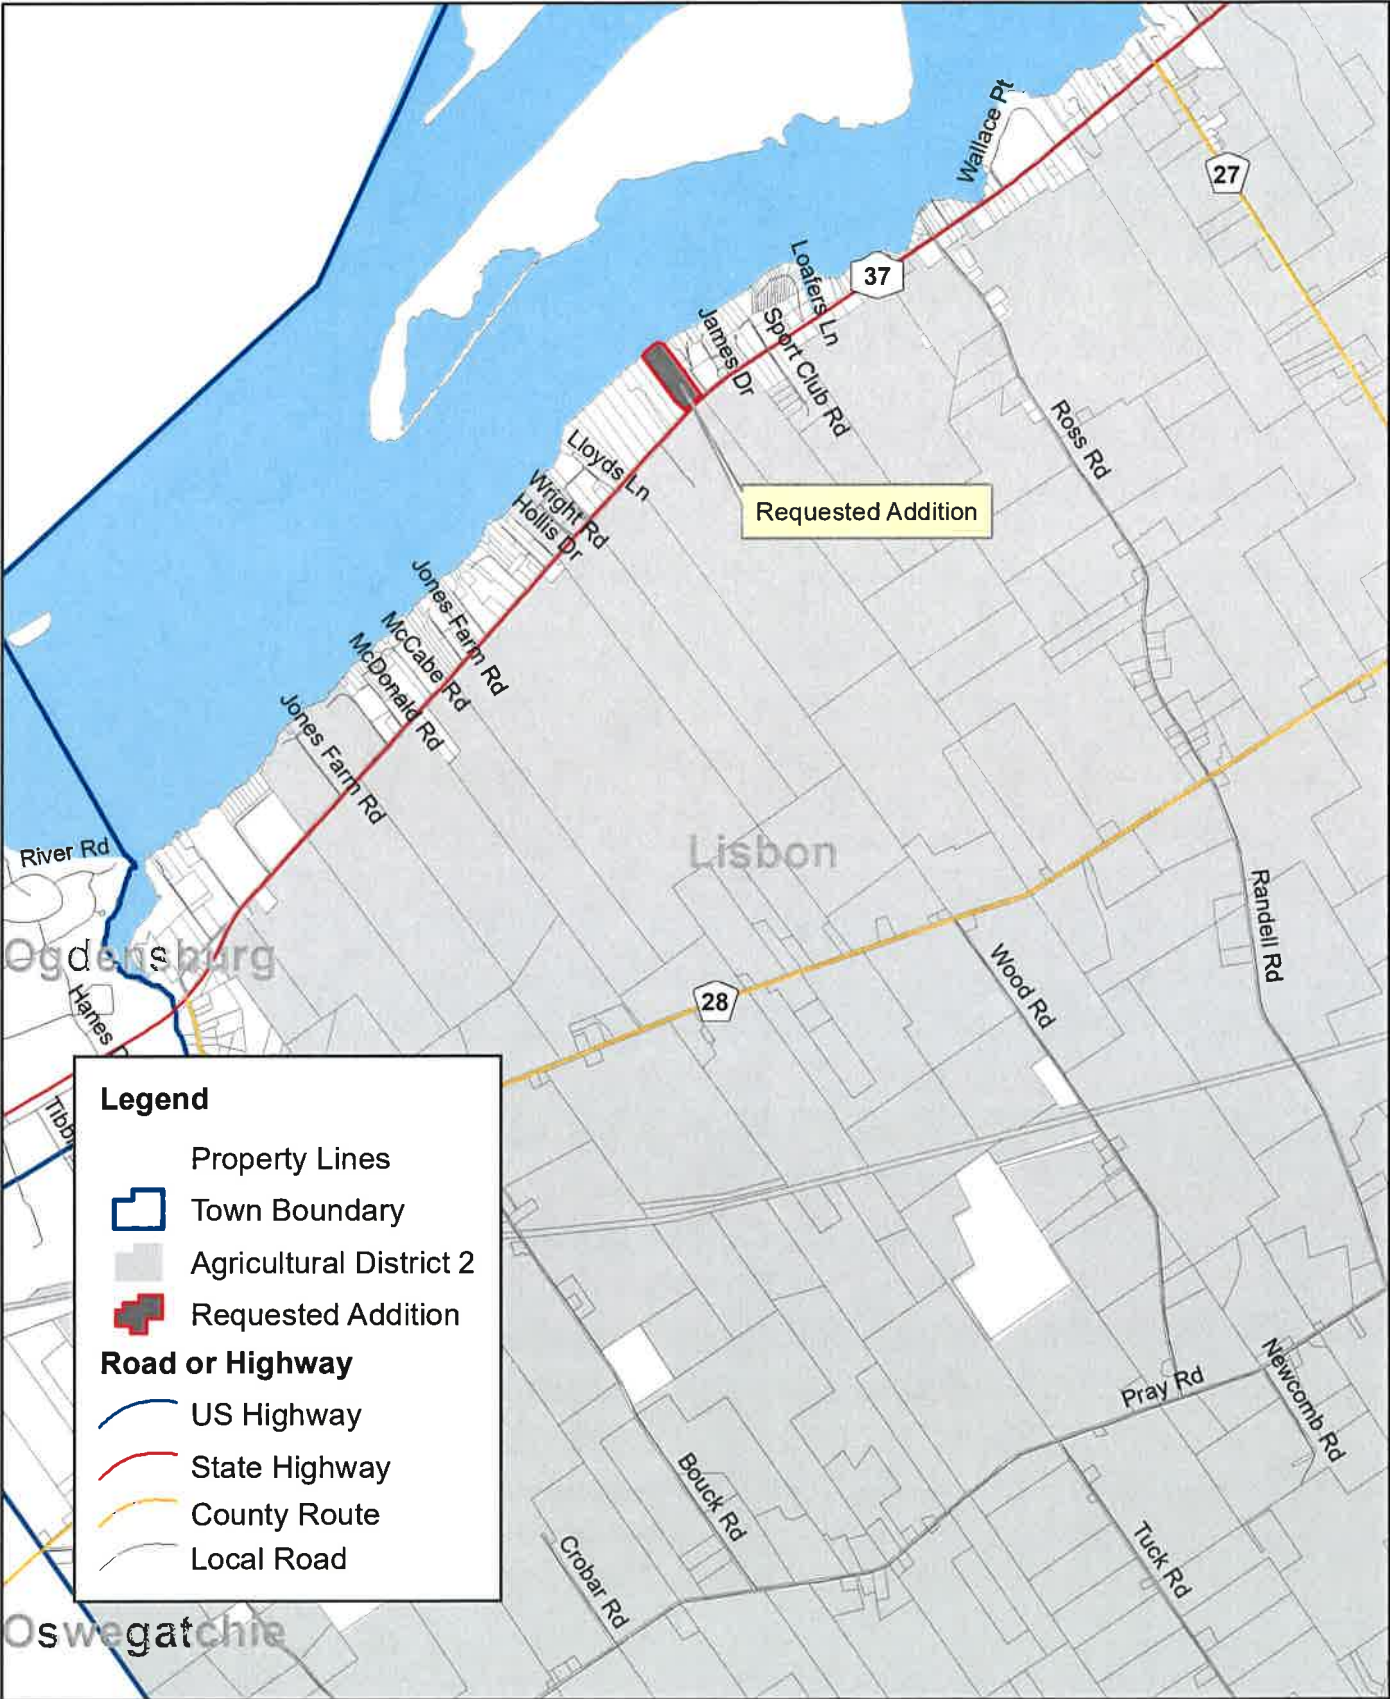 Wallace Pt
27
37
Loafers Ln
Sport Club Rd
James Dr
Ross Rd
Lloyds Ln
Requested Addition
Wright Rd
Hollis Dr
Jones Farm Rd
McCabe Rd
McDonald Rd
Jones Farm Rd
River Rd
Lisbon
Randell Rd
Ogdensburg
Wood Rd
Hanes
28
Legend
Property Lines
Town Boundary
Agricultural District 2
Requested Addition
Road or Highway
US Highway
State Highway
County Route
Local Road
Pray Rd
Newcomb Rd
Bouck Rd
Crobar Rd
Tuck Rd
Oswegatchie